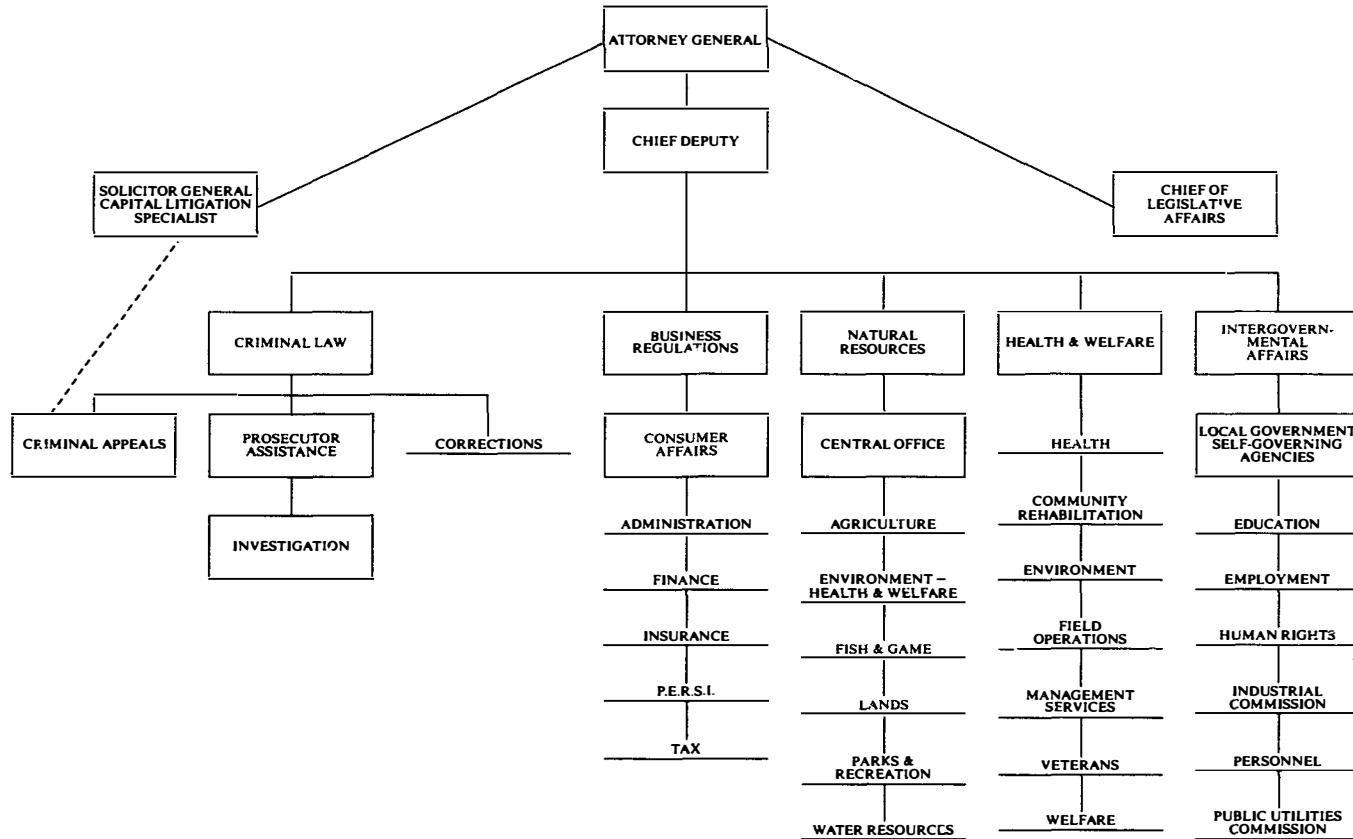 ATTORNEY GENERAL
CHIEF DEPUTY
SOLICITOR GENERAL
CAPITAL LITIGATION
SPECIALIST
CHIEF OF
LEGISLATIVE
AFFAIRS
CRIMINAL LAW
BUSINESS
REGULATIONS
NATURAL
RESOURCES
HEALTH & WELFARE
INTERGOVERN-
MENTAL
AFFAIRS
CRIMINAL APPEALS
PROSECUTOR
ASSISTANCE
CORRECTIONS
INVESTIGATION
CONSUMER
AFFAIRS
ADMINISTRATION
FINANCE
INSURANCE
P.E.R.S.I.
TAX
CENTRAL OFFICE
AGRICULTURE
ENVIRONMENT –
HEALTH & WELFARE
FISH & GAME
LANDS
PARKS &
RECREATION
WATER RESOURCES
HEALTH
COMMUNITY
REHABILITATION
ENVIRONMENT
FIELD
OPERATIONS
MANAGEMENT
SERVICES
VETERANS
WELFARE
LOCAL GOVERNMENT
SELF-GOVERNING
AGENCIES
EDUCATION
EMPLOYMENT
HUMAN RIGHTS
INDUSTRIAL
COMMISSION
PERSONNEL
PUBLIC UTILITIES
COMMISSION